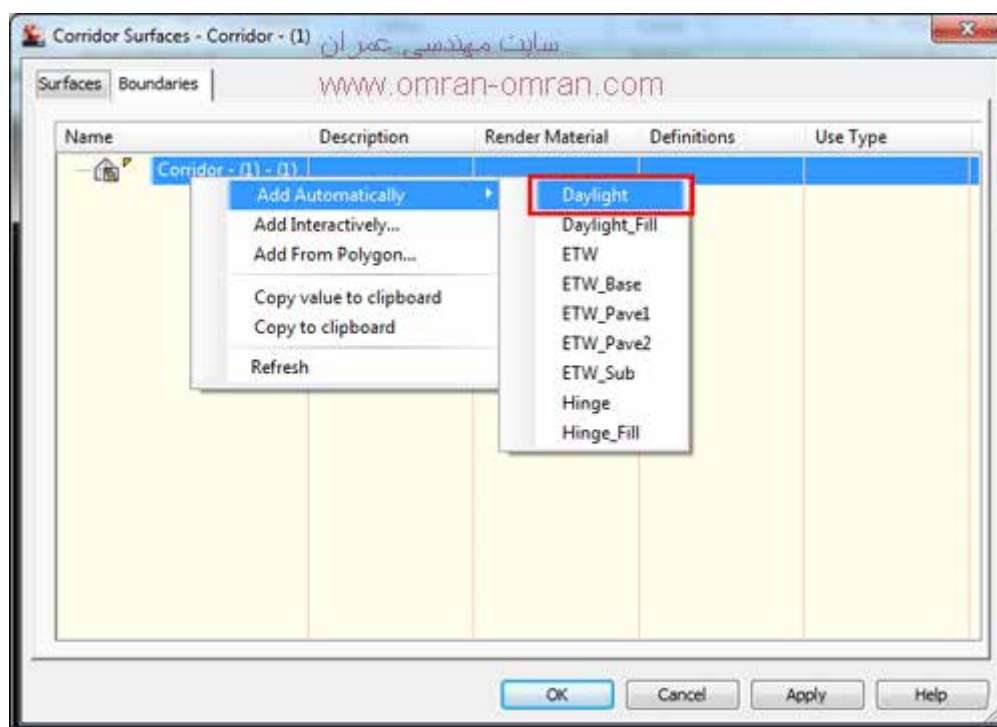 Corridor Surfaces - Corridor - (1)
سایت مهندسی عمران
Surfaces Boundaries
www.omran-omran.com
Name Description Render Material Definitions Use Type
Corridor - (1) - (1)
Add Automatically
Add Interactively...
Add From Polygon...
Copy value to clipboard
Copy to clipboard
Refresh
Daylight
Daylight_Fill
ETW
ETW_Base
ETW_Pave1
ETW_Pave2
ETW_Sub
Hinge
Hinge_Fill
OK Cancel Apply Help